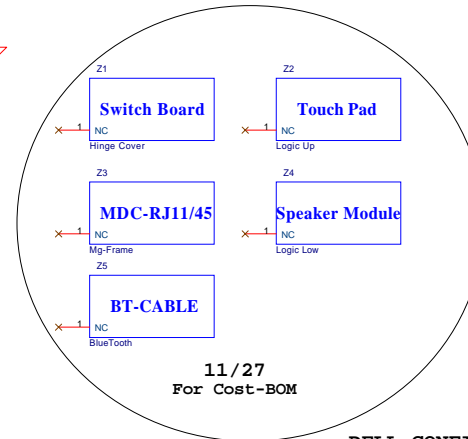 Z1
Switch Board
1
NC
Hinge Cover
Z2
Touch Pad
1
NC
Logic Up
Z3
MDC-RJ11/45
1
NC
Mg-Frame
Z4
Speaker Module
1
NC
Logic Low
Z5
BT-CABLE
1
NC
BlueTooth
11/27
For Cost-BOM